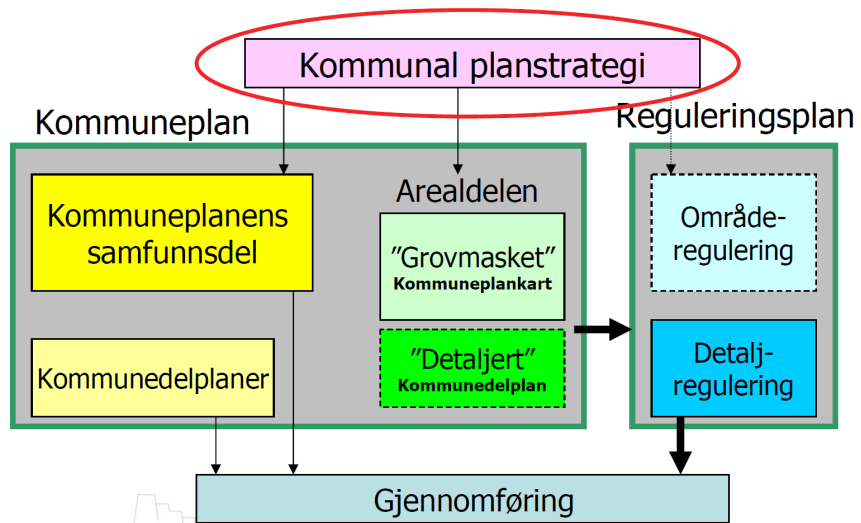 Kommunal planstrategi
Kommuneplan
Reguleringsplan
Kommuneplanens
samfunnsdel
Arealdelen
”Grovmasket”
Kommuneplankart
Område-
regulering
Kommunedelplaner
”Detaljert”
Kommunedelplan
Detalj-
regulering
Gjennomføring